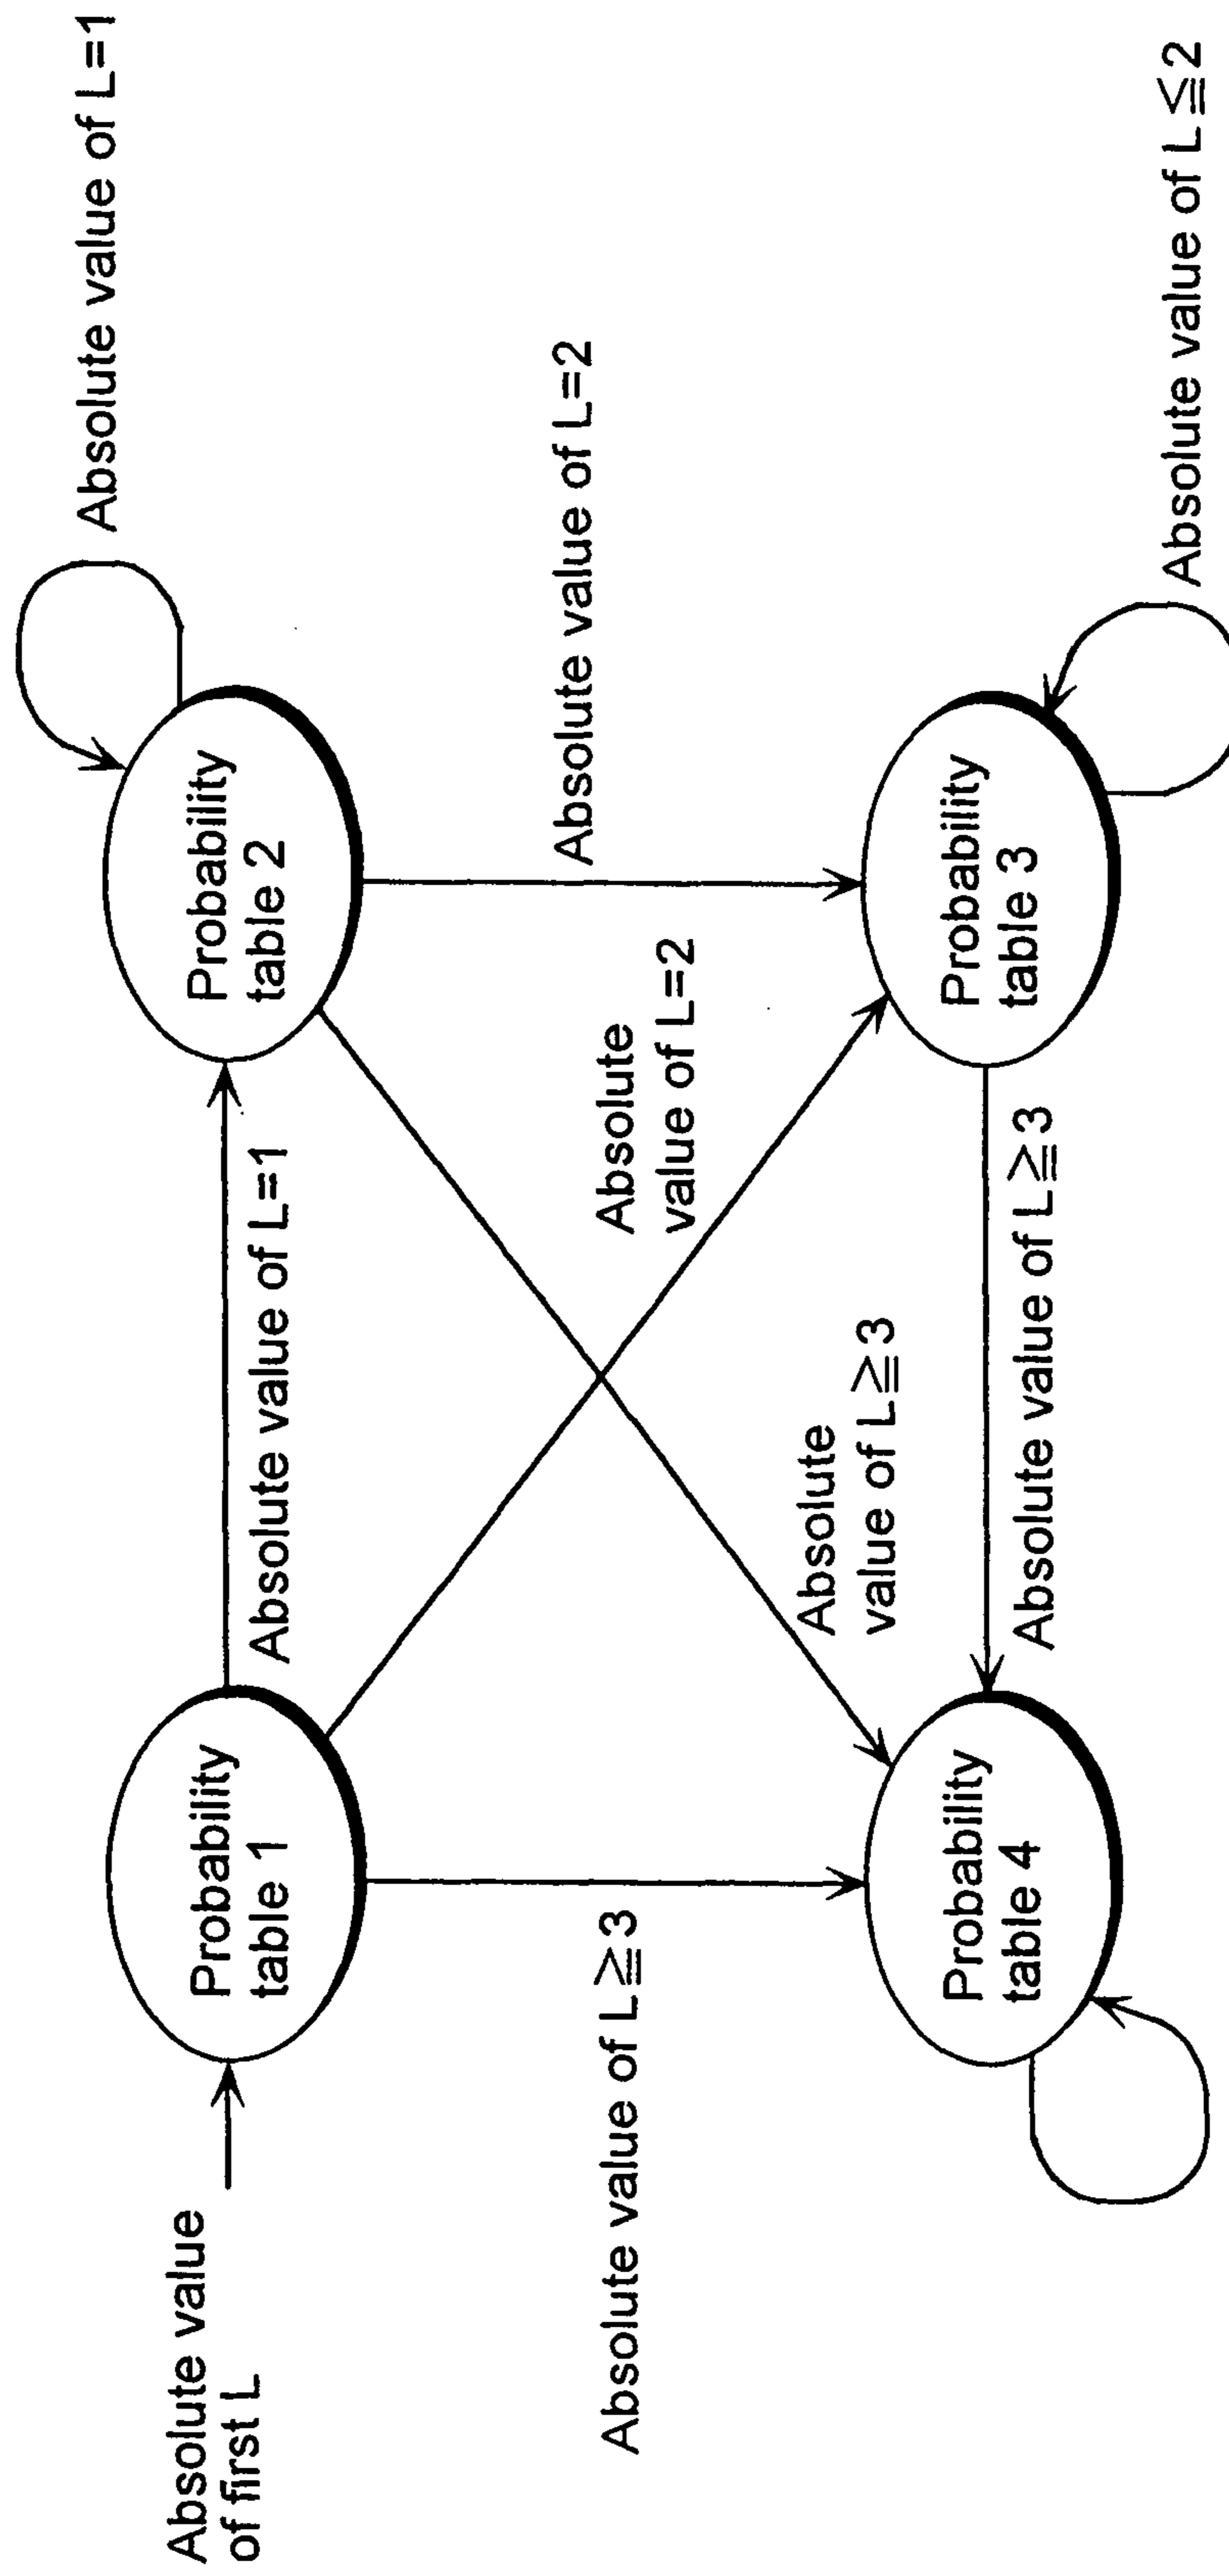 Absolute value
of first L
Probability
table 1
Absolute value of L=1
Probability
table 2
Absolute value of L=1
Absolute value of L≧3
Absolute
value of L≧3
Absolute
value of L=2
Absolute value of L=2
Probability
table 4
Absolute value of L≧3
Probability
table 3
Absolute value of L≦2